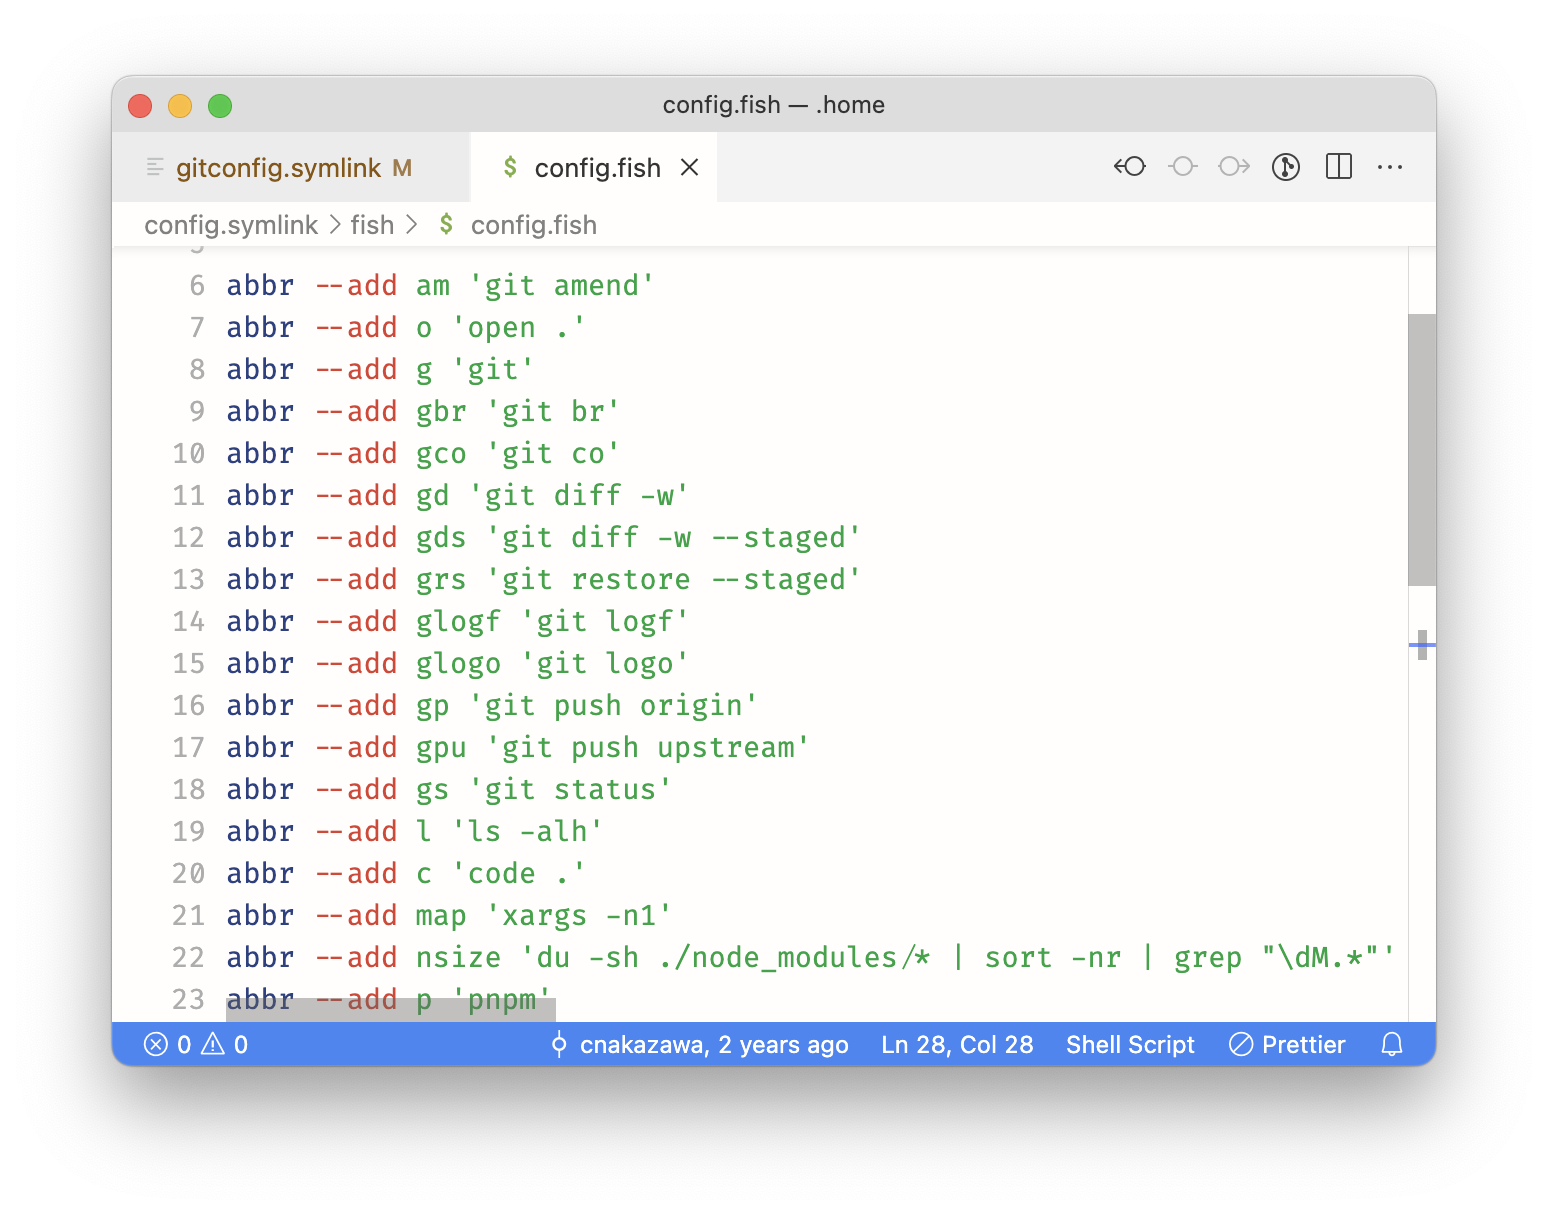 config.fish — .home
gitconfig.symlink M
$ config.fish
config.symlink > fish > $ config.fish
6 abbr --add am 'git amend'
7 abbr --add o 'open .'
8 abbr --add g 'git'
9 abbr --add gbr 'git br'
10 abbr --add gco 'git co'
11 abbr --add gd 'git diff -w'
12 abbr --add gds 'git diff -w --staged'
13 abbr --add grs 'git restore --staged'
14 abbr --add glogf 'git logf'
15 abbr --add glogo 'git logo'
16 abbr --add gp 'git push origin'
17 abbr --add gpu 'git push upstream'
18 abbr --add gs 'git status'
19 abbr --add l 'ls -alh'
20 abbr --add c 'code .'
21 abbr --add map 'xargs -n1'
22 abbr --add nsize 'du -sh ./node_modules/* | sort -nr | grep "\dM.*"'
23 abbr --add p 'pnpm'
0 0 cnakazawa, 2 years ago Ln 28, Col 28 Shell Script Prettier